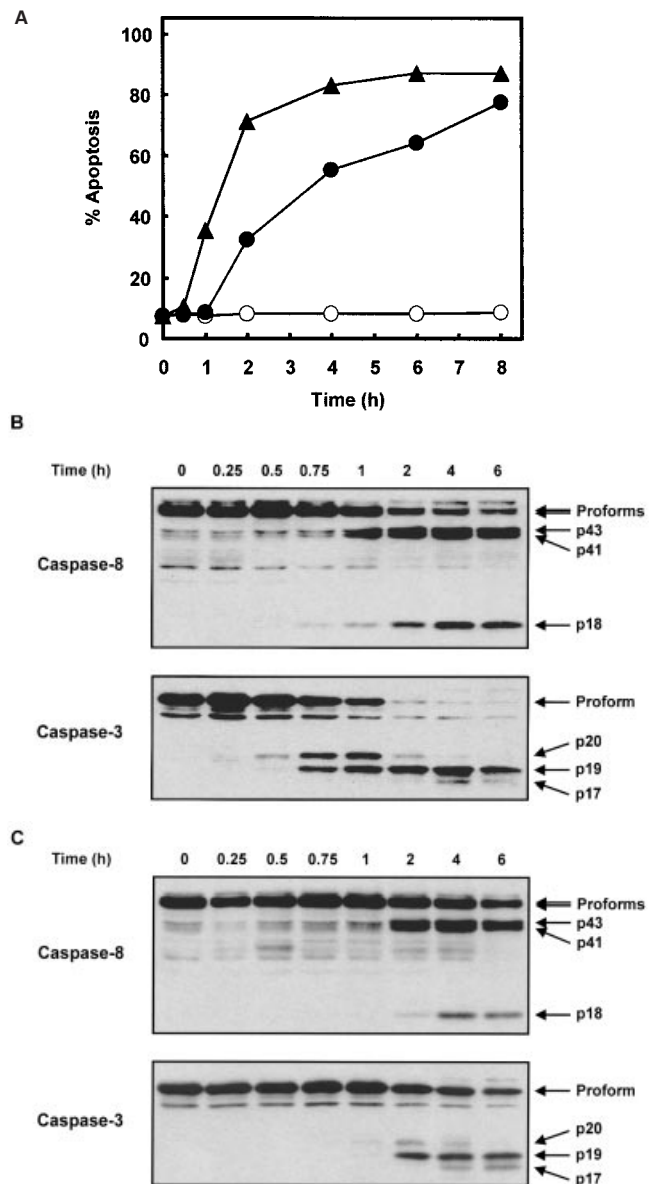 A
100
80
60
40
20
0
% Apoptosis
0 1 2 3 4 5 6 7 8
Time (h)
B
Time (h) 0 0.25 0.5 0.75 1 2 4 6
Caspase-8
Proforms
p43
p41
p18
Caspase-3
Proform
p20
p19
p17
C
Time (h) 0 0.25 0.5 0.75 1 2 4 6
Caspase-8
Proforms
p43
p41
p18
Caspase-3
Proform
p20
p19
p17